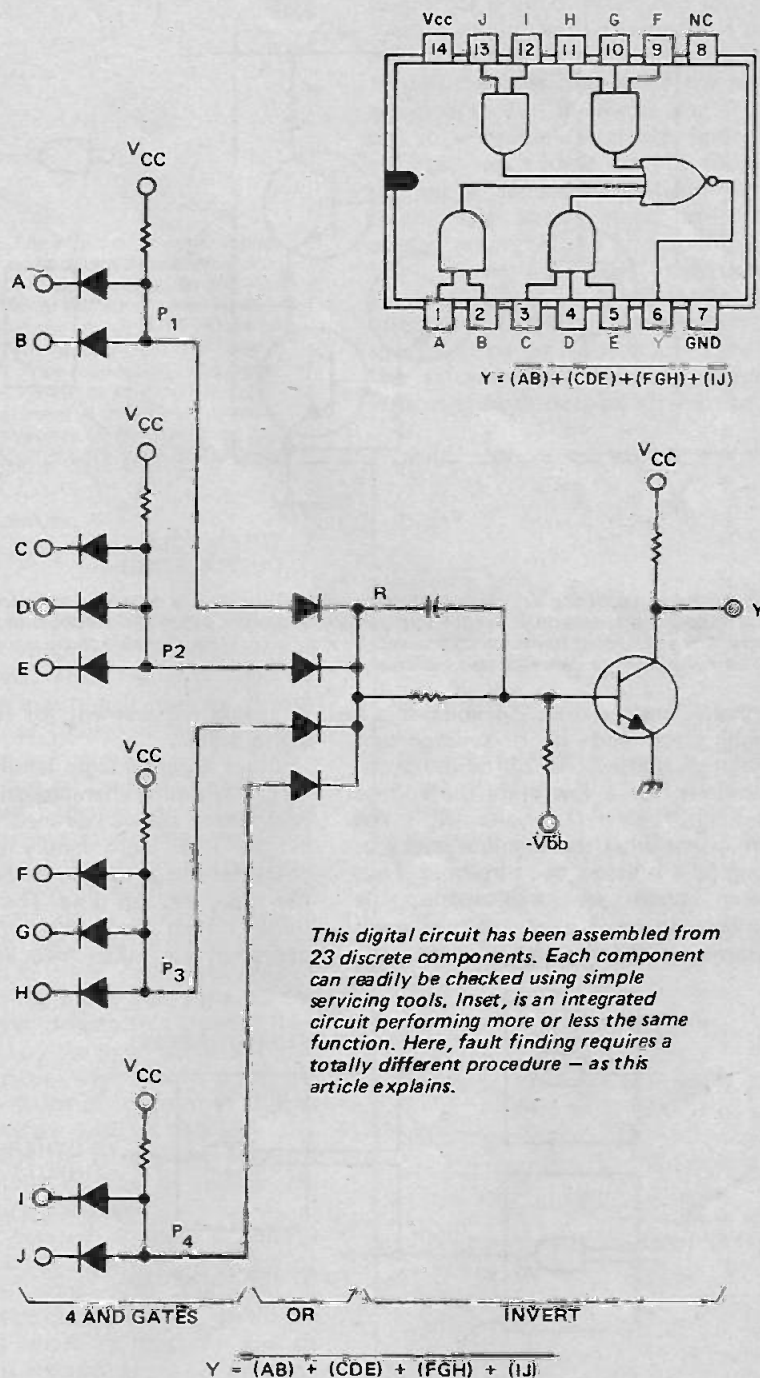 Vcc J I H G F NC
14 13 12 11 10 9 8
1 2 3 4 5 6 7
A B C D E Y GND
Y = (AB) + (CDE) + (FGH) + (IJ)
VCC
A
P1
B
VCC
C
D
E
P2
R
VCC
Y
-Vbb
VCC
F
G
H
P3
This digital circuit has been assembled from
23 discrete components. Each component
can readily be checked using simple
servicing tools. Inset, is an integrated
circuit performing more or less the same
function. Here, fault finding requires a
totally different procedure – as this
article explains.
VCC
I
J
P4
4 AND GATES OR INVERT
Y = (AB) + (CDE) + (FGH) + (IJ)